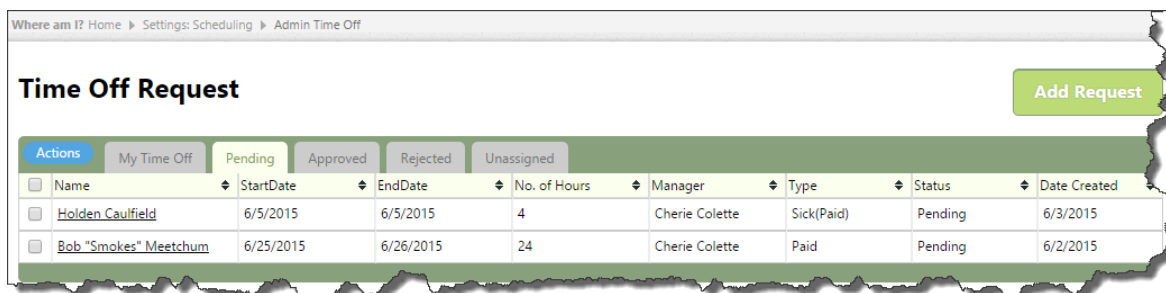 Where am I? Home ▶ Settings: Scheduling ▶ Admin Time Off
Time Off Request
Add Request
Actions My Time Off Pending Approved Rejected Unassigned
Name StartDate EndDate No. of Hours Manager Type Status Date Created
Holden Caulfield 6/5/2015 6/5/2015 4 Cherie Colette Sick(Paid) Pending 6/3/2015
Bob "Smokes" Meetchum 6/25/2015 6/26/2015 24 Cherie Colette Paid Pending 6/2/2015